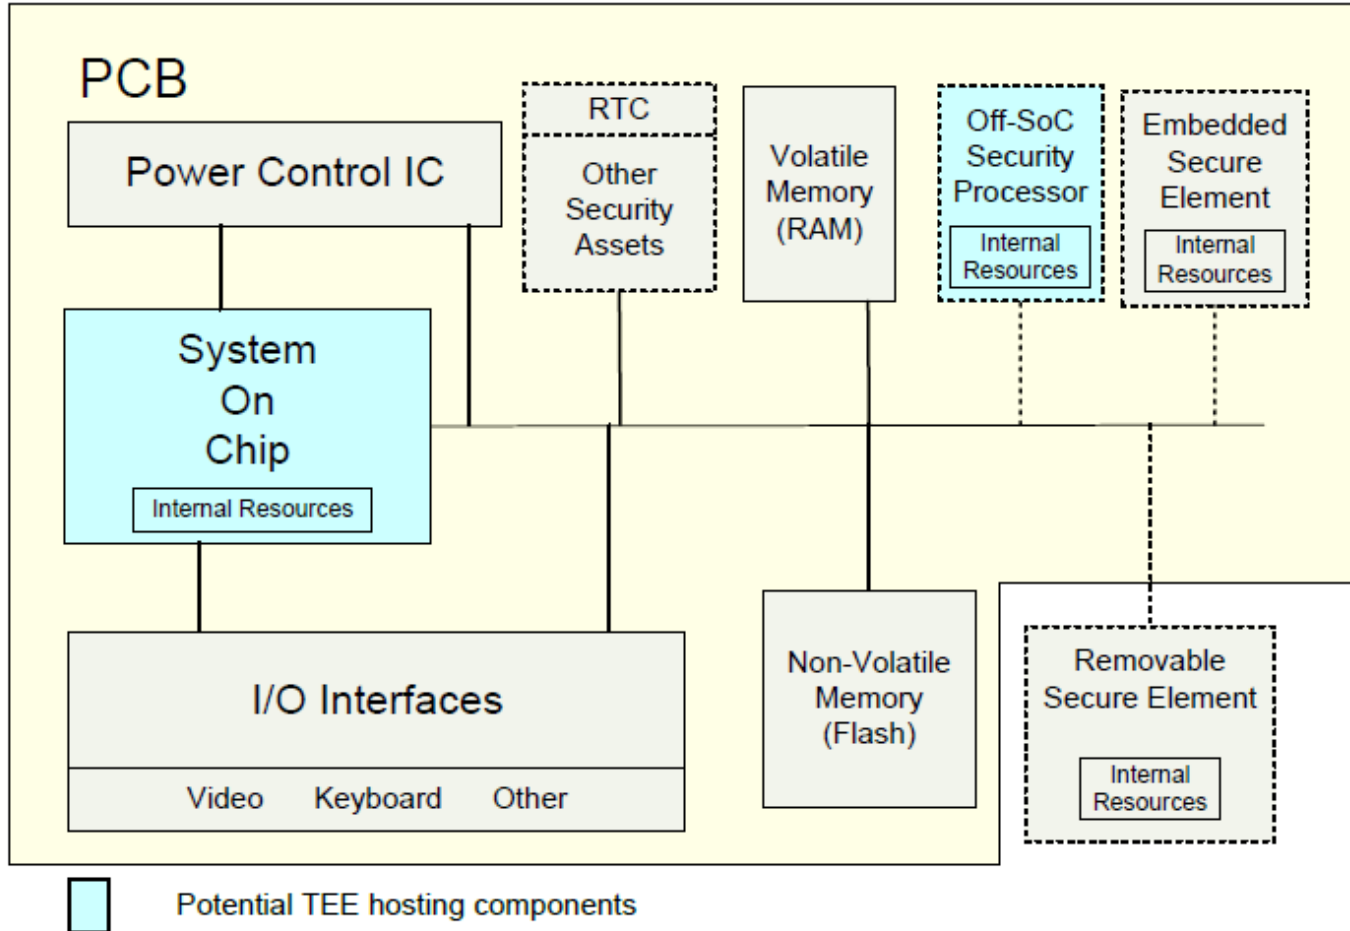 PCB
Power Control IC
RTC
Other
Security
Assets
Volatile
Memory
(RAM)
Off-SoC
Security
Processor
Internal
Resources
Embedded
Secure
Element
Internal
Resources
System
On
Chip
Internal Resources
I/O Interfaces
Video Keyboard Other
Non-Volatile
Memory
(Flash)
Removable
Secure Element
Internal
Resources
Potential TEE hosting components